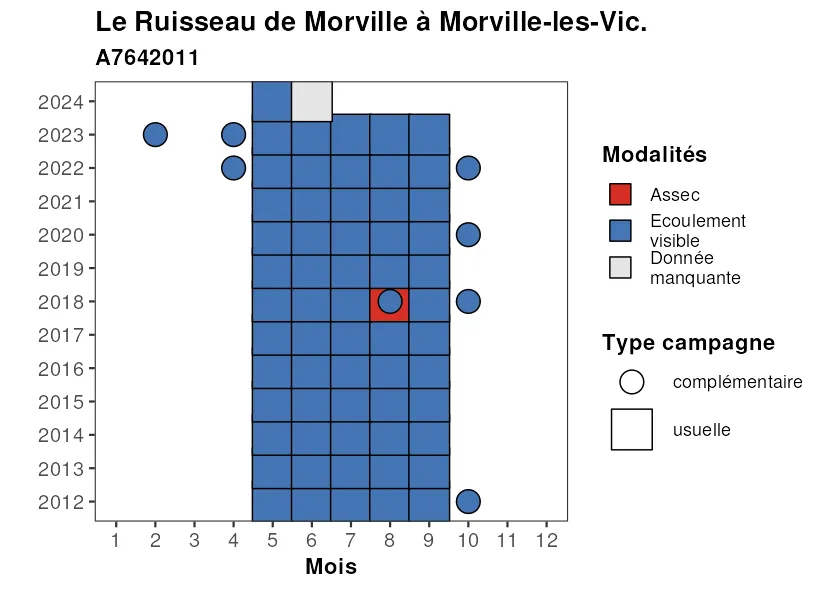 Le Ruisseau de Morville à Morville-les-Vic.
A7642011
2024
2023
2022
2021
2020
2019
2018
2017
2016
2015
2014
2013
2012
1 2 3 4 5 6 7 8 9 10 11 12
Mois
Modalités
Assec
Ecoulement
visible
Donnée
manquante
Type campagne
complémentaire
usuelle